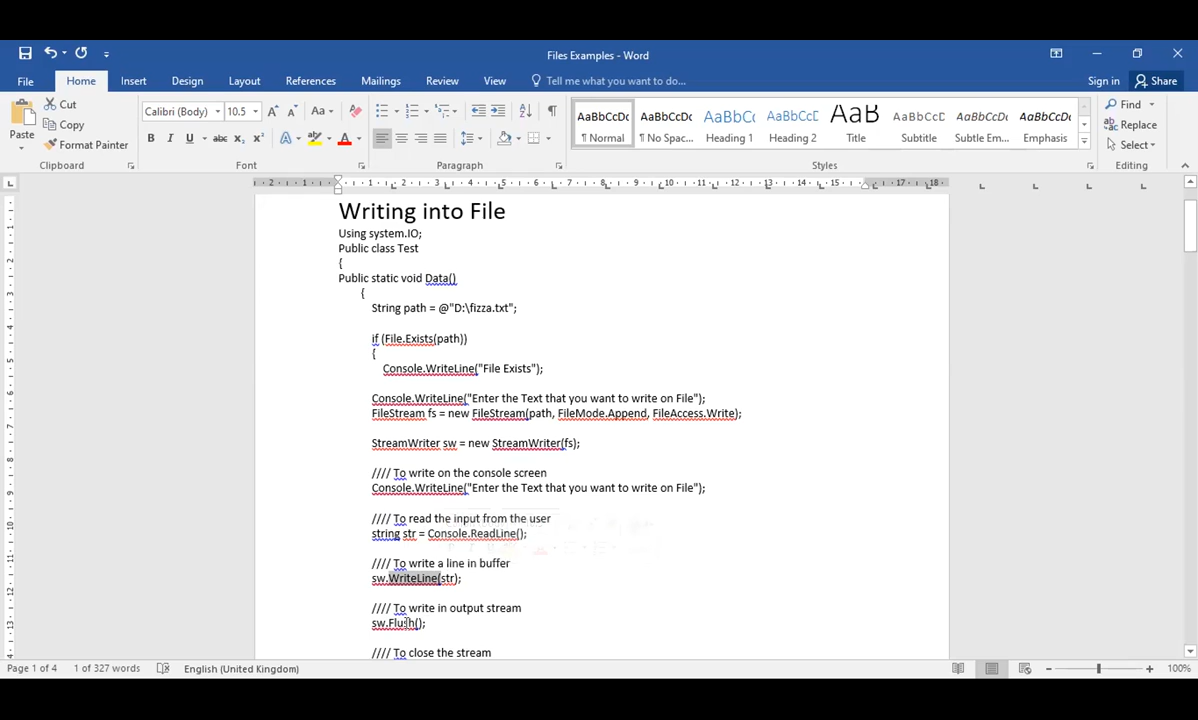 Files Examples - Word
Sign in
Share
File
Home
Insert
Design
Layout
References
Mailings
Review
View
Tell me what you want to do...
Paste
Cut
Copy
Format Painter
Clipboard
Calibri (Body)
10.5
Font
Paragraph
AaBbCcDc
¶ Normal
AaBbCcDc
¶ No Spac...
AaBbC
Heading 1
AaBbCcD
Heading 2
AaB
Title
AaBbCcD
Subtitle
AaBbCcDc
Subtle Em...
AaBbCcDc
Emphasis
Styles
Find
Replace
Select
Editing
Writing into File
Using system.IO;
Public class Test
{
Public static void Data()
{
String path = @"D:\fizza.txt";
if (File.Exists(path))
{
Console.WriteLine("File Exists");
Console.WriteLine("Enter the Text that you want to write on File");
FileStream fs = new FileStream(path, FileMode.Append, FileAccess.Write);
StreamWriter sw = new StreamWriter(fs);
//// To write on the console screen
Console.WriteLine("Enter the Text that you want to write on File");
//// To read the input from the user
string str = Console.ReadLine();
//// To write a line in buffer
sw.WriteLine(str);
//// To write in output stream
sw.Flush();
//// To close the stream
Page 1 of 4
1 of 327 words
English (United Kingdom)
100%